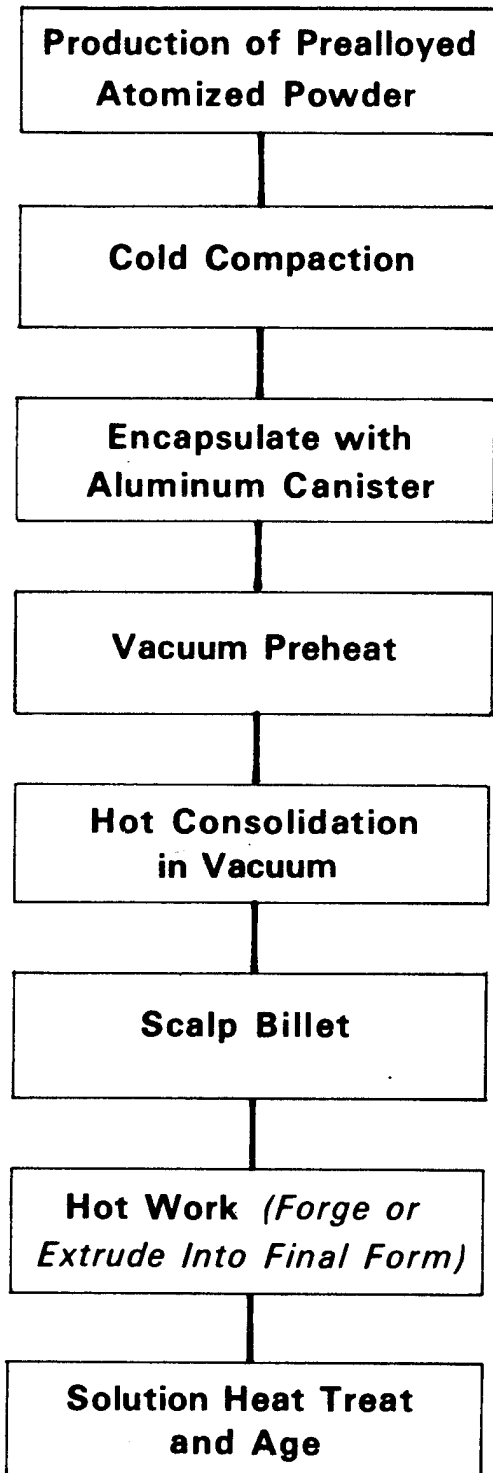 Production of Prealloyed
Atomized Powder
Cold Compaction
Encapsulate with
Aluminum Canister
Vacuum Preheat
Hot Consolidation
in Vacuum
Scalp Billet
Hot Work (Forge or
Extrude Into Final Form)
Solution Heat Treat
and Age